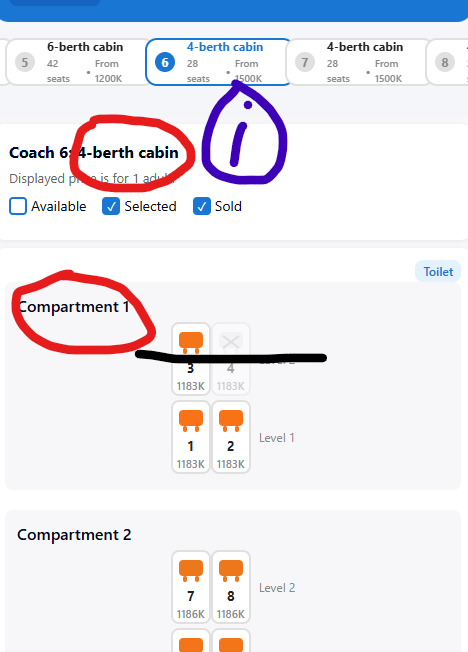 5 6-berth cabin 42 seats • From 1200K
6 4-berth cabin 28 seats • From 1500K
7 4-berth cabin 28 seats • From 1500K
8
Coach 6: 4-berth cabin
Displayed price is for 1 adult
Available Selected Sold
Toilet
Compartment 1
3 4
1183K 1183K
1 2 Level 1
1183K 1183K
Compartment 2
7 8 Level 2
1186K 1186K